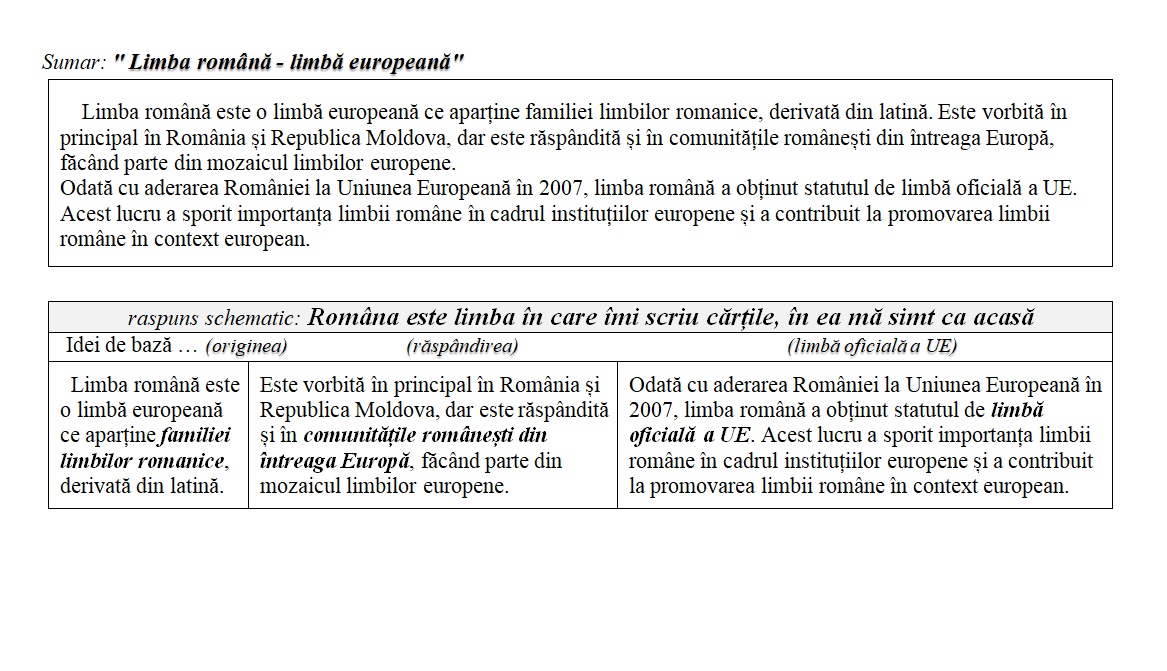 Sumar: " Limba română - limbă europeană"
Limba română este o limbă europeană ce aparține familiei limbilor romanice, derivată din latină. Este vorbită în
principal în România și Republica Moldova, dar este răspândită și în comunitățile românești din întreaga Europă,
făcând parte din mozaicul limbilor europene.
Odată cu aderarea României la Uniunea Europeană în 2007, limba română a obținut statutul de limbă oficială a UE.
Acest lucru a sporit importanța limbii române în cadrul instituțiilor europene și a contribuit la promovarea limbii
române în context european.
raspuns schematic: Româna este limba în care îmi scriu cărțile, în ea mă simt ca acasă
Idei de bază … (originea) (răspândirea) (limbă oficială a UE)
Limba română este
o limbă europeană
ce aparține familiei
limbilor romanice,
derivată din latină.
Este vorbită în principal în România și
Republica Moldova, dar este răspândită
și în comunitățile românești din
întreaga Europă, făcând parte din
mozaicul limbilor europene.
Odată cu aderarea României la Uniunea Europeană în
2007, limba română a obținut statutul de limbă
oficială a UE. Acest lucru a sporit importanța limbii
române în cadrul instituțiilor europene și a contribuit
la promovarea limbii române în context european.